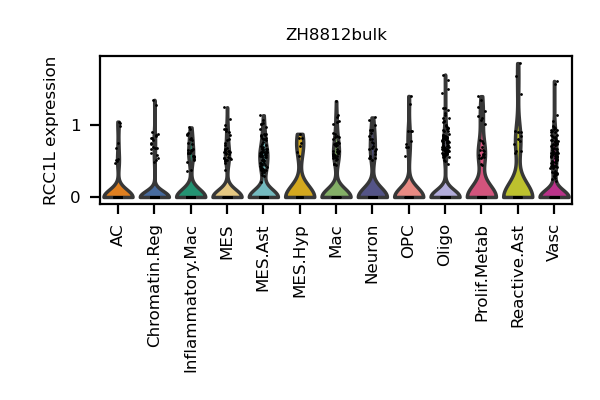 ZH8812bulk
RCC1L expression
1
0
AC
Chromatin.Reg
Inflammatory.Mac
MES
MES.Ast
MES.Hyp
Mac
Neuron
OPC
Oligo
Prolif.Metab
Reactive.Ast
Vasc